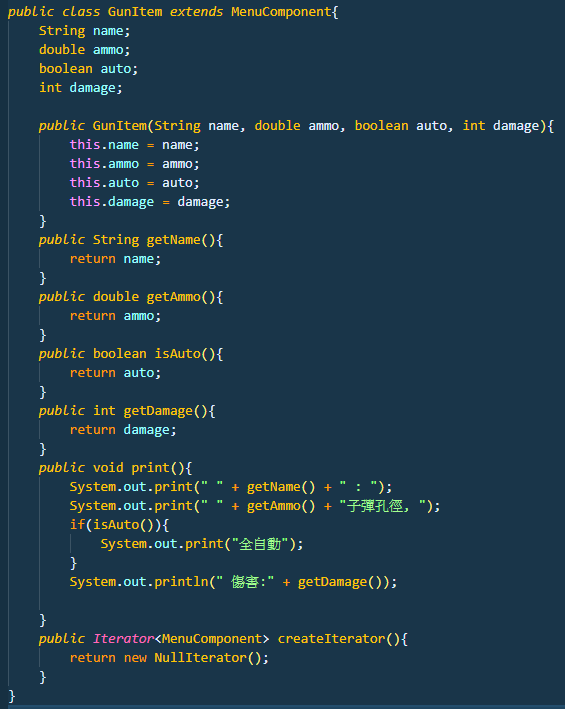 public class GunItem extends MenuComponent{
    String name;
    double ammo;
    boolean auto;
    int damage;

    public GunItem(String name, double ammo, boolean auto, int damage){
        this.name = name;
        this.ammo = ammo;
        this.auto = auto;
        this.damage = damage;
    }
    public String getName(){
        return name;
    }
    public double getAmmo(){
        return ammo;
    }
    public boolean isAuto(){
        return auto;
    }
    public int getDamage(){
        return damage;
    }
    public void print(){
        System.out.print(" " + getName() + " : ");
        System.out.print(" " + getAmmo() + "子彈孔徑, ");
        if(isAuto()){
            System.out.print("全自動");
        }
        System.out.println(" 傷害:" + getDamage());

    }
    public Iterator<MenuComponent> createIterator(){
        return new NullIterator();
    }
}